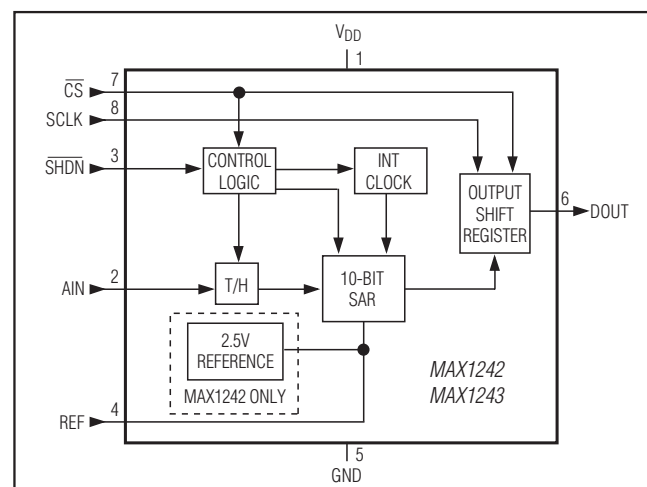 VDD
1
7
CS
8
SCLK
3
SHDN
CONTROL
LOGIC
INT
CLOCK
OUTPUT
SHIFT
REGISTER
6
DOUT
2
AIN
T/H
10-BIT
SAR
2.5V
REFERENCE
MAX1242 ONLY
MAX1242
MAX1243
4
REF
5
GND